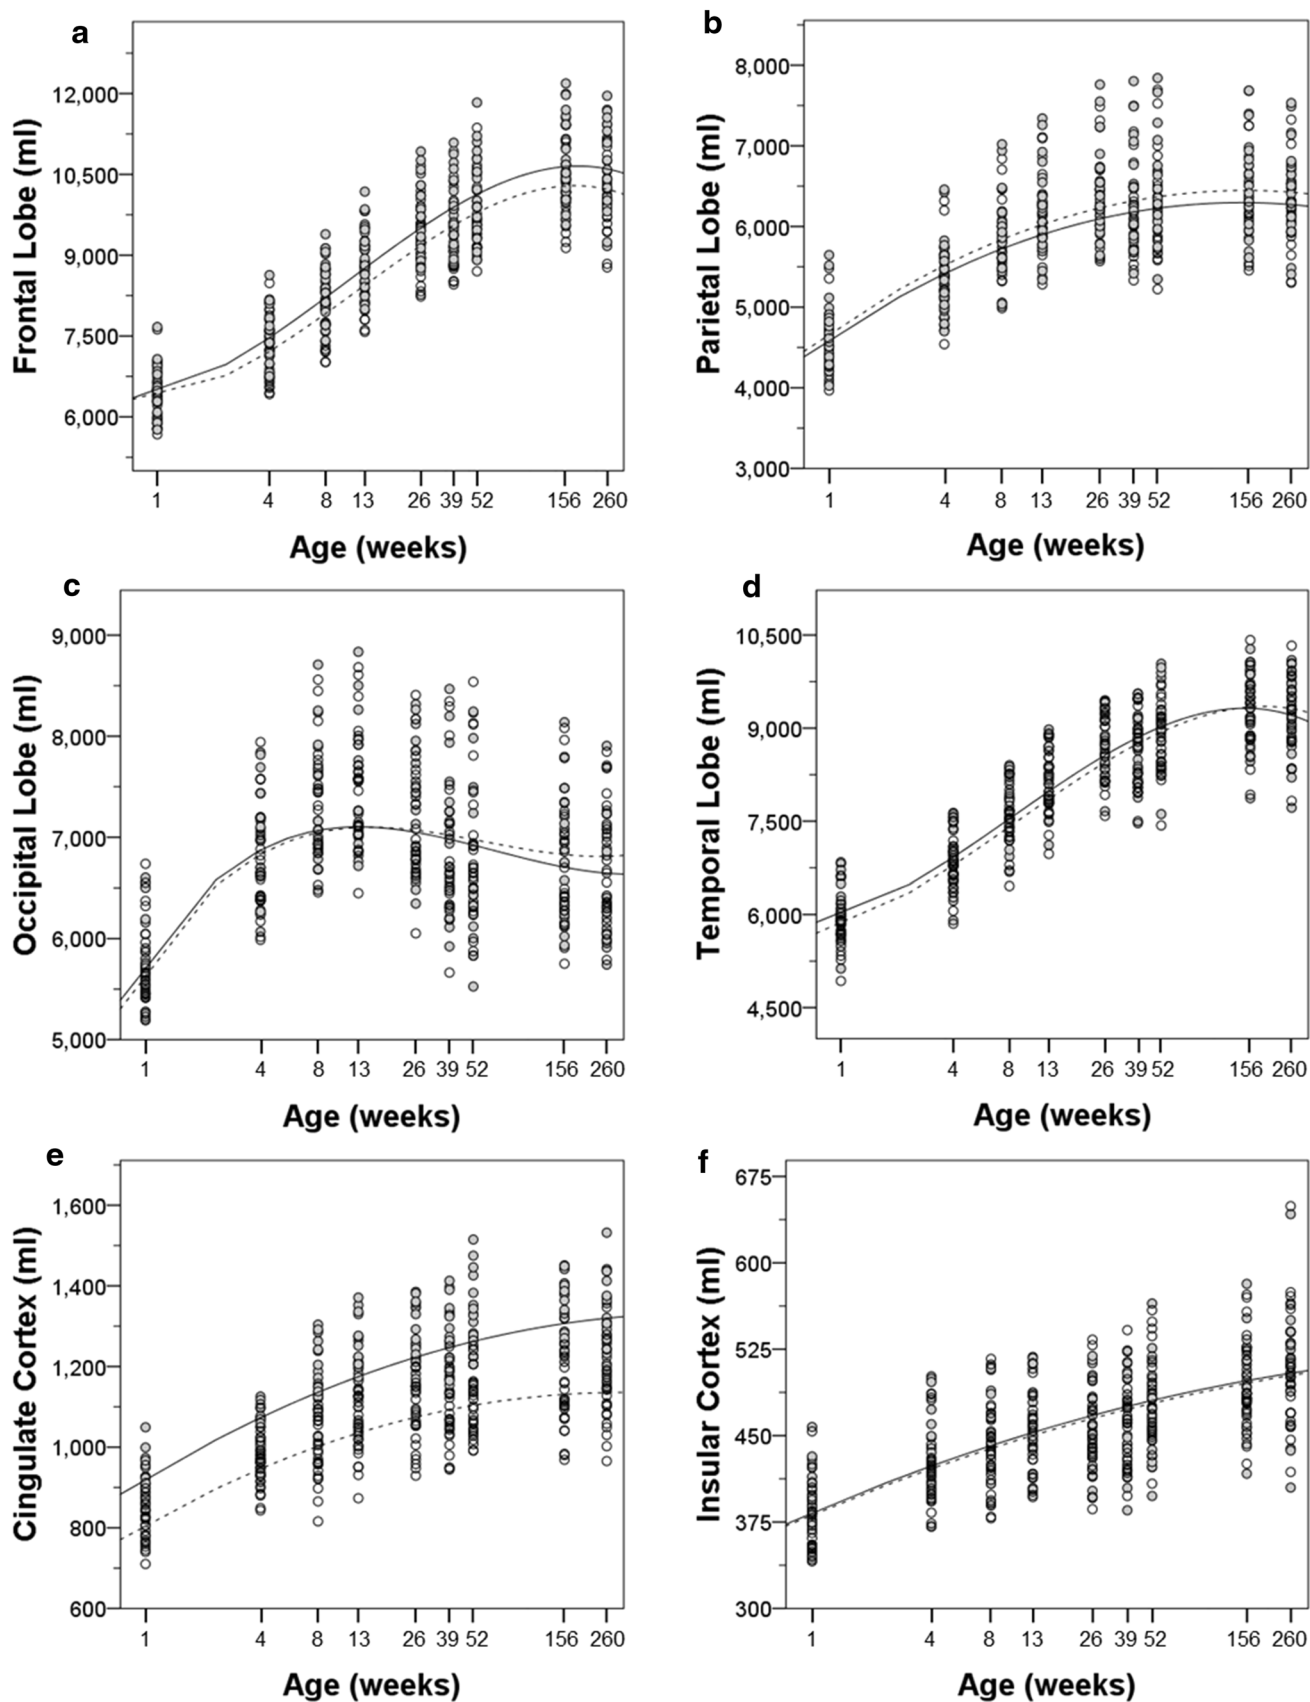 a
Frontal Lobe (ml)
12,000
10,500
9,000
7,500
6,000
1 4 8 13 26 39 52 156 260
Age (weeks)
b
Parietal Lobe (ml)
8,000
7,000
6,000
5,000
4,000
3,000
1 4 8 13 26 39 52 156 260
Age (weeks)
c
Occipital Lobe (ml)
9,000
8,000
7,000
6,000
5,000
1 4 8 13 26 39 52 156 260
Age (weeks)
d
Temporal Lobe (ml)
10,500
9,000
7,500
6,000
4,500
1 4 8 13 26 39 52 156 260
Age (weeks)
e
Cingulate Cortex (ml)
1,600
1,400
1,200
1,000
800
600
1 4 8 13 26 39 52 156 260
Age (weeks)
f
Insular Cortex (ml)
675
600
525
450
375
300
1 4 8 13 26 39 52 156 260
Age (weeks)